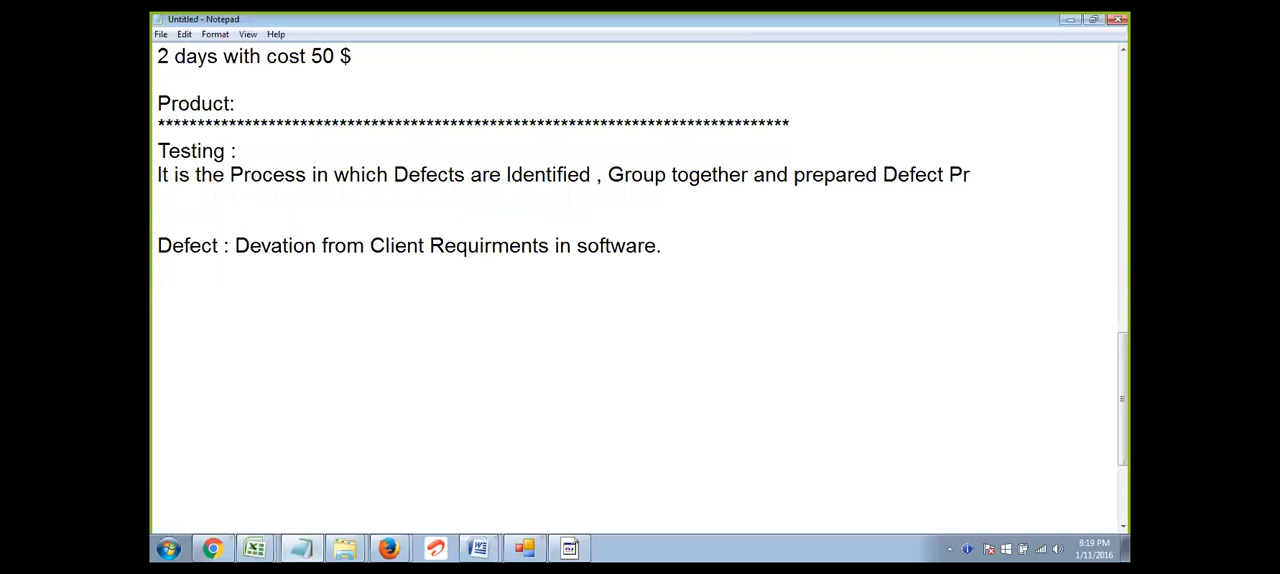 Untitled - Notepad
File Edit Format View Help
2 days with cost 50 $
Product:
*******************************************************************************
Testing :
It is the Process in which Defects are Identified , Group together and prepared Defect Pr
Defect : Devation from Client Requirments in software.
8:19 PM
1/11/2016